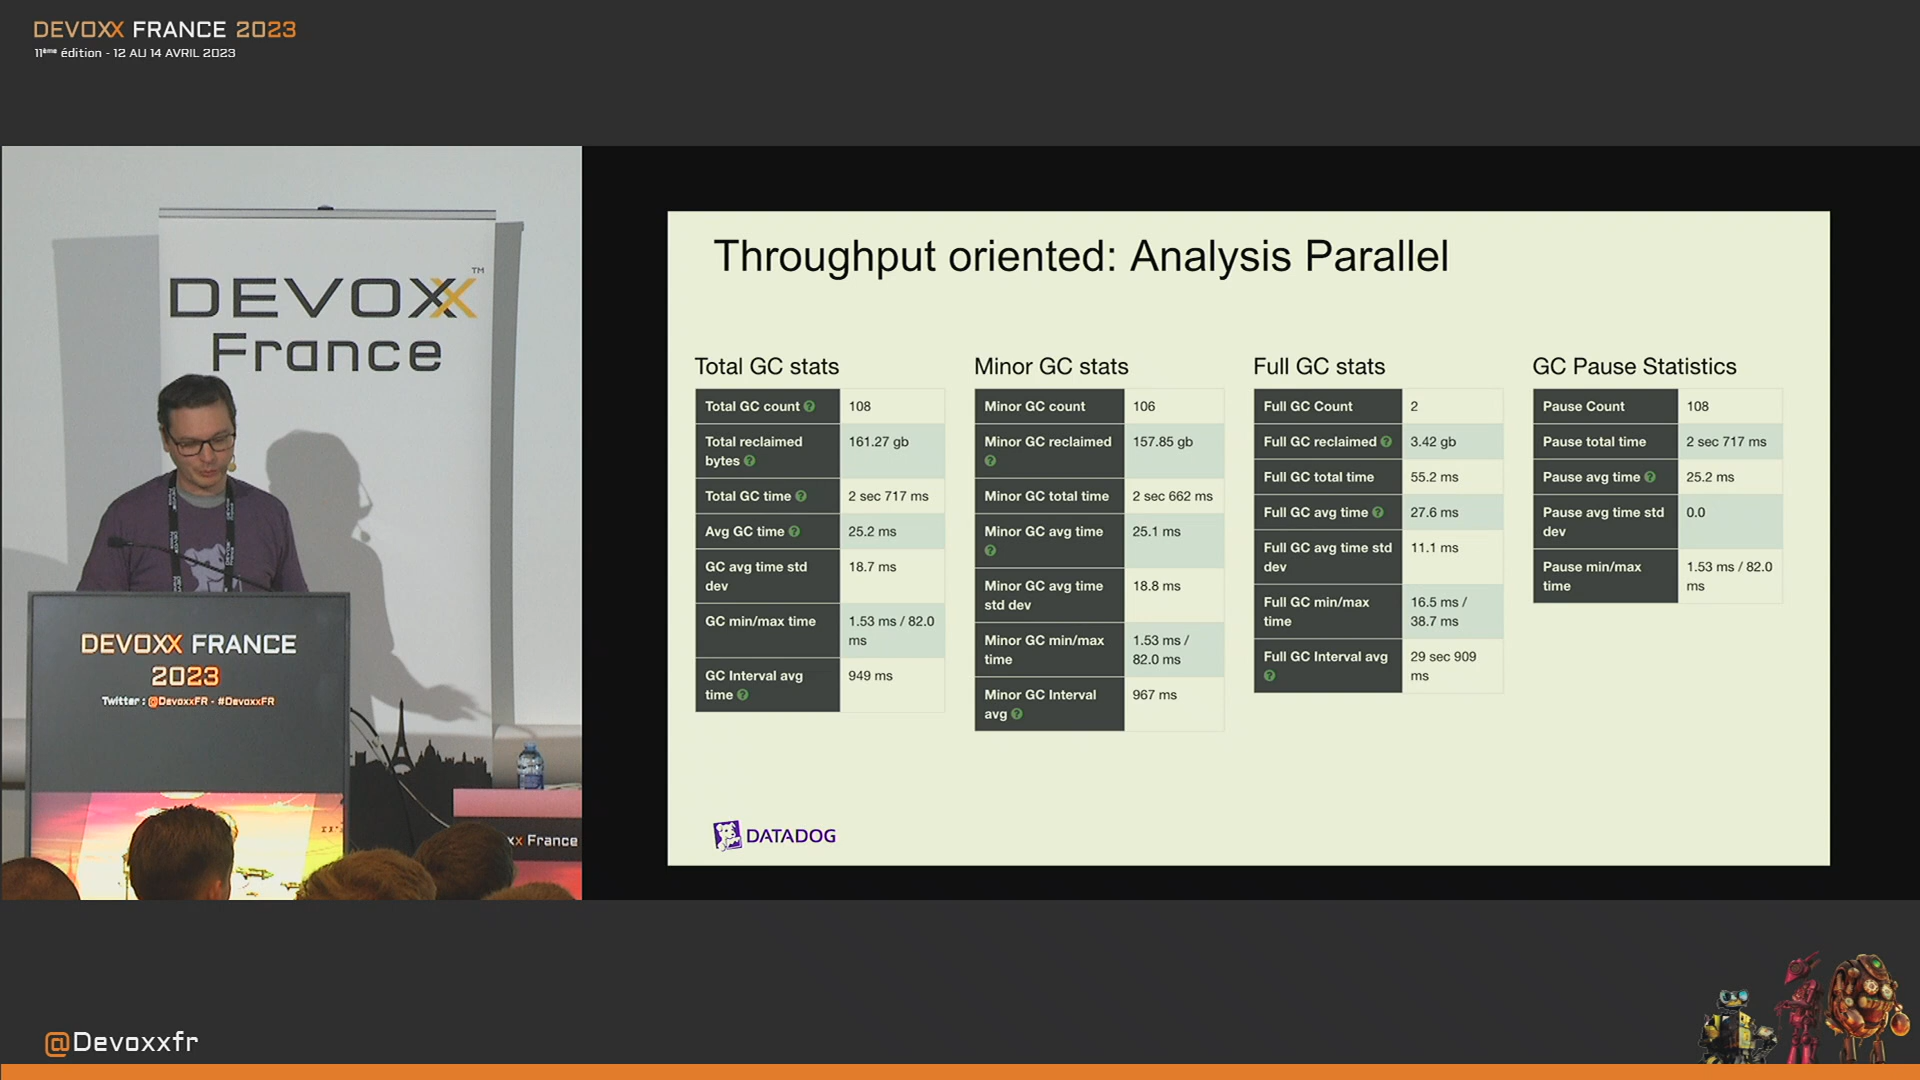 DEVOXX FRANCE 2023
11ème édition - 12 AU 14 AVRIL 2023
DEVOXX™
France
DEVOXX FRANCE
2023
Twitter : @DevoxxFR - #DevoxxFR
xx France
Throughput oriented: Analysis Parallel
Total GC stats
Total GC count ? 108
Total reclaimed
bytes ? 161.27 gb
Total GC time ? 2 sec 717 ms
Avg GC time ? 25.2 ms
GC avg time std
dev 18.7 ms
GC min/max time 1.53 ms / 82.0
ms
GC Interval avg
time ? 949 ms
Minor GC stats
Minor GC count 106
Minor GC reclaimed
? 157.85 gb
Minor GC total time 2 sec 662 ms
Minor GC avg time
? 25.1 ms
Minor GC avg time
std dev 18.8 ms
Minor GC min/max
time 1.53 ms /
82.0 ms
Minor GC Interval
avg ? 967 ms
Full GC stats
Full GC Count 2
Full GC reclaimed ? 3.42 gb
Full GC total time 55.2 ms
Full GC avg time ? 27.6 ms
Full GC avg time std
dev 11.1 ms
Full GC min/max
time 16.5 ms /
38.7 ms
Full GC Interval avg
? 29 sec 909
ms
GC Pause Statistics
Pause Count 108
Pause total time 2 sec 717 ms
Pause avg time ? 25.2 ms
Pause avg time std
dev 0.0
Pause min/max
time 1.53 ms / 82.0
ms
DATADOG
@Devoxxfr